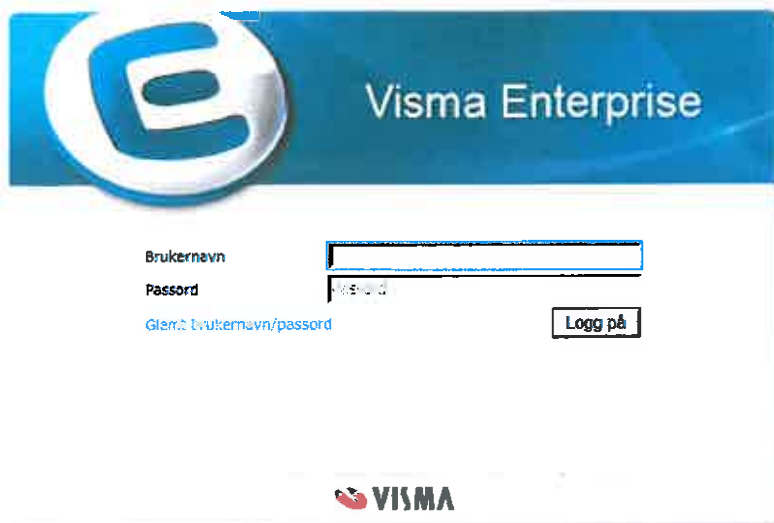 Visma Enterprise
Brukernavn
Passord
Glemt brukernavn/passord
Logg på
VISMA